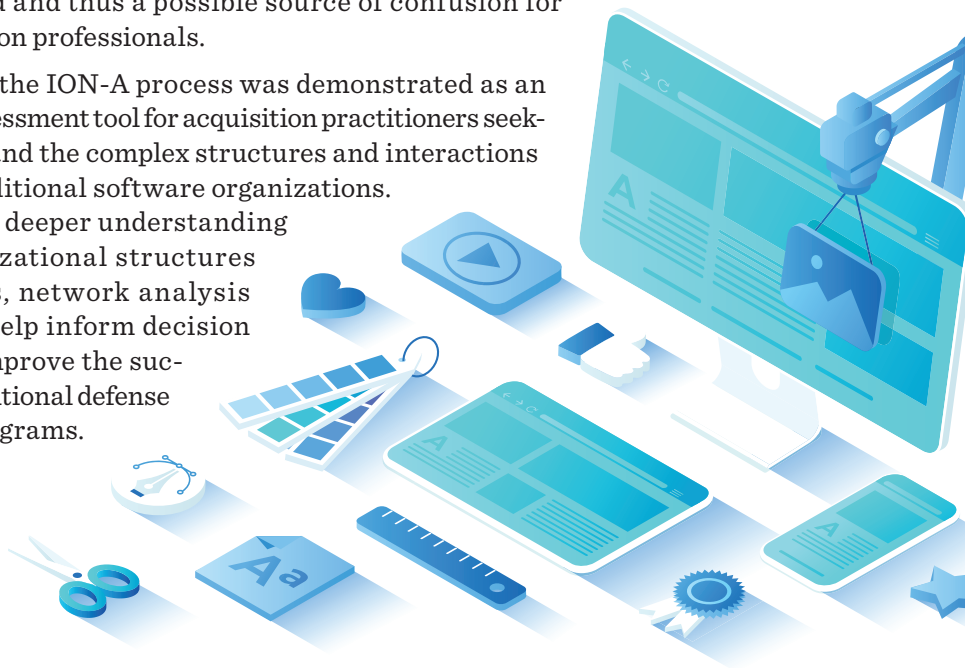 d and thus a possible source of confusion for
on professionals.
the ION-A process was demonstrated as an
essment tool for acquisition practitioners seek-
and the complex structures and interactions
ditional software organizations.
deeper understanding
zational structures
s, network analysis
elp inform decision
mprove the suc-
tional defense
grams.
A
A
A
Aa